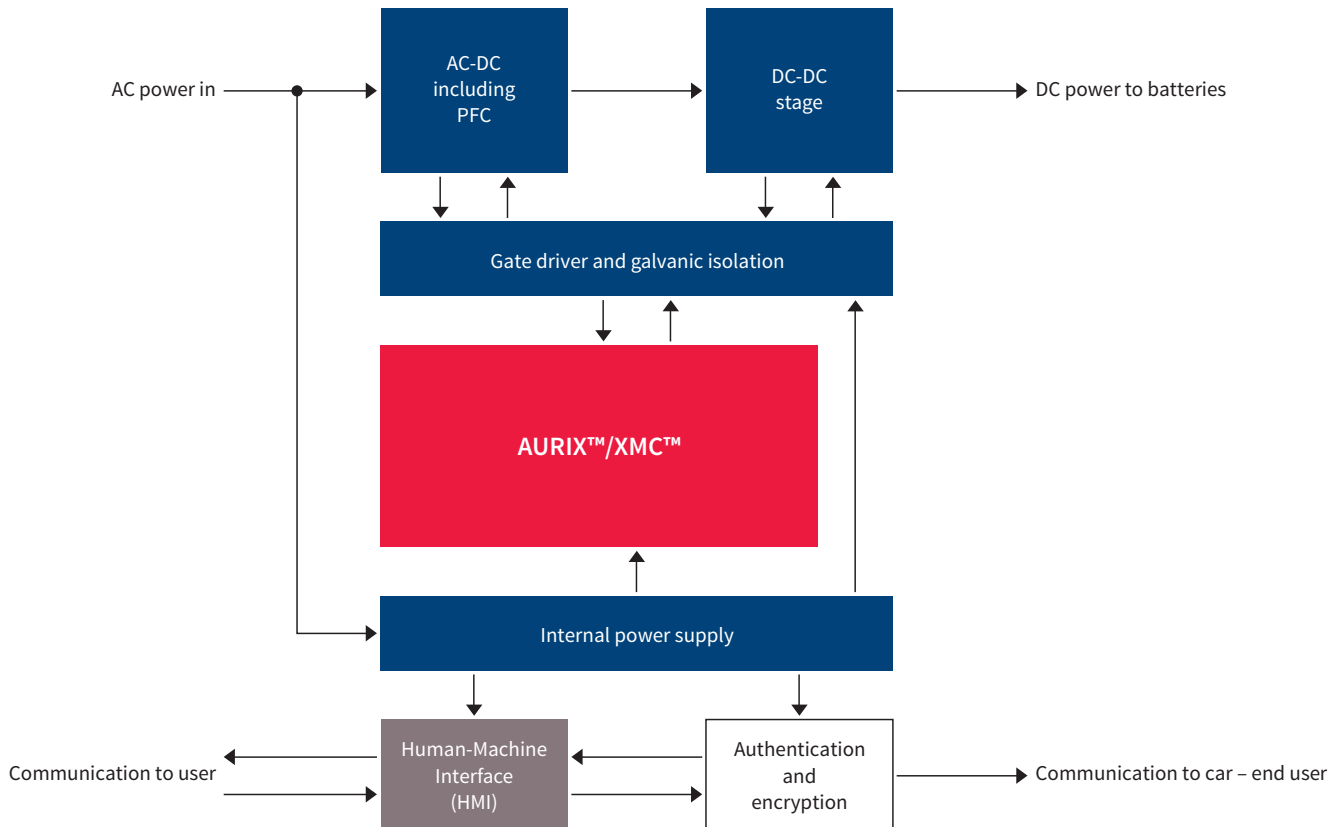 AC power in
AC-DC
including
PFC
DC-DC
stage
DC power to batteries
Gate driver and galvanic isolation
AURIX™/XMC™
Internal power supply
Communication to user
Human-Machine
Interface
(HMI)
Authentication
and
encryption
Communication to car – end user